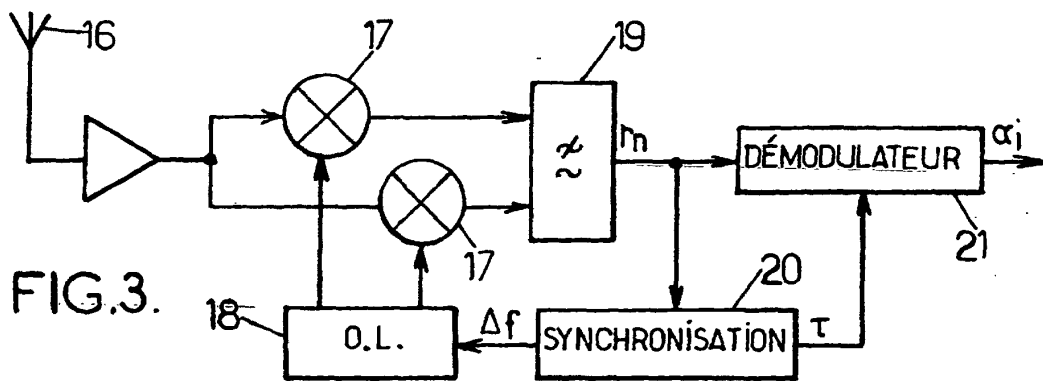 16
17
19
rn
DÉMODULATEUR
αi
21
17
FIG.3.
18
O.L.
Δf
20
SYNCHRONISATION
τ